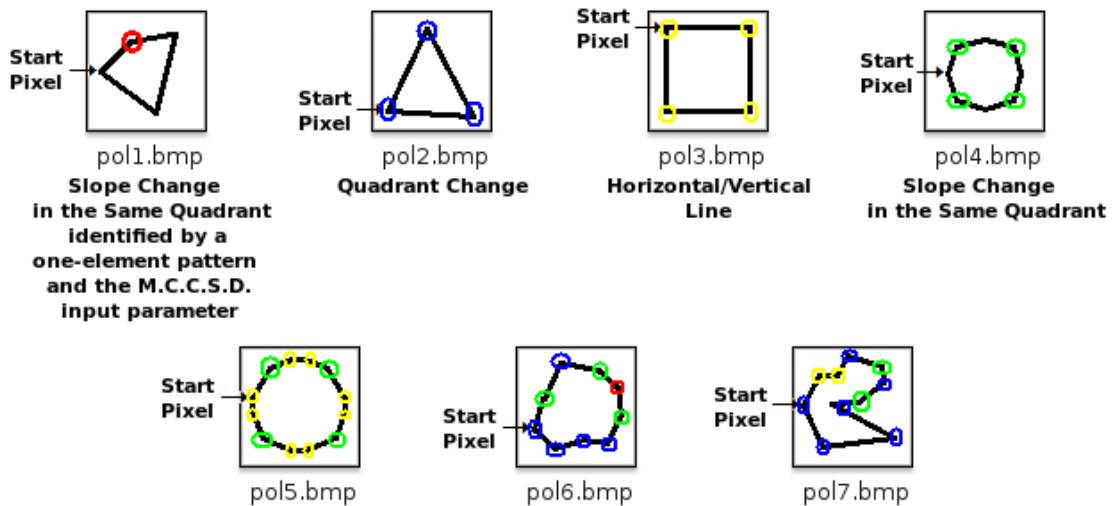 Start
Pixel
pol1.bmp
Slope Change
in the Same Quadrant
identified by a
one-element pattern
and the M.C.C.S.D.
input parameter
Start
Pixel
pol2.bmp
Quadrant Change
Start
Pixel
pol3.bmp
Horizontal/Vertical
Line
Start
Pixel
pol4.bmp
Slope Change
in the Same Quadrant
Start
Pixel
pol5.bmp
Start
Pixel
pol6.bmp
Start
Pixel
pol7.bmp